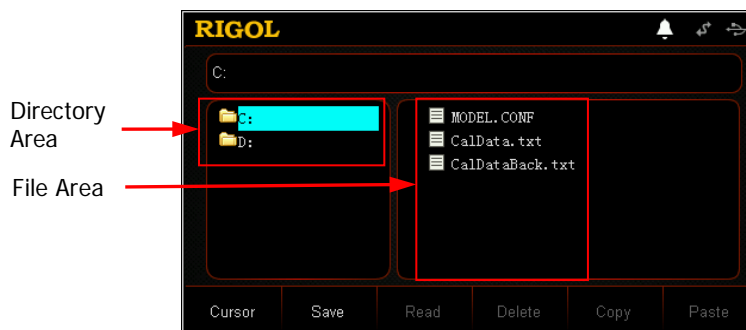 RIGOL
C:
Directory
Area
C:
D:
File Area
MODEL.CONF
CalData.txt
CalDataBack.txt
Cursor Save Read Delete Copy Paste